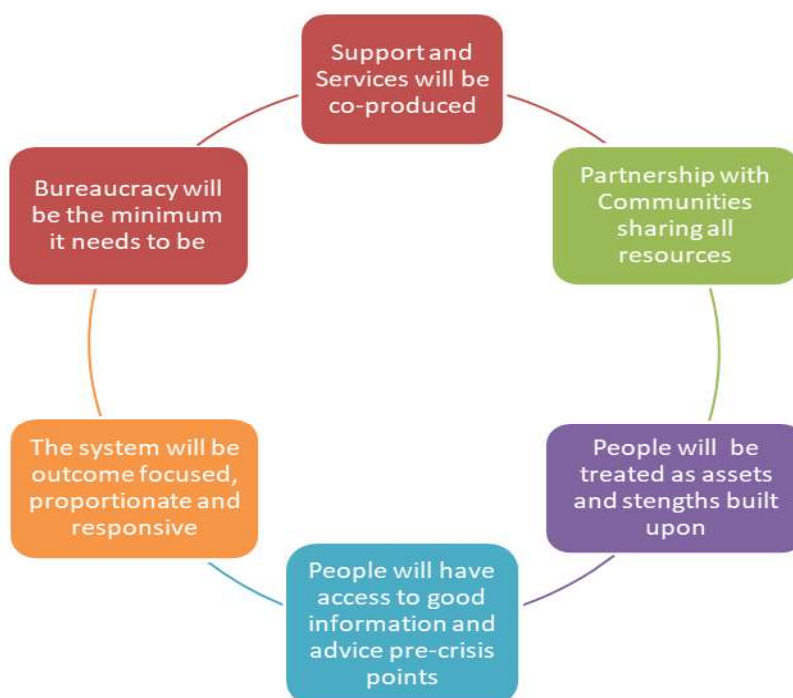 Support and
Services will be
co-produced
Partnership with
Communities
sharing all
resources
People will be
treated as assets
and stengths built
upon
People will have
access to good
information and
advice pre-crisis
points
The system will be
outcome focused,
proportionate and
responsive
Bureaucracy will
be the minimum
it needs to be